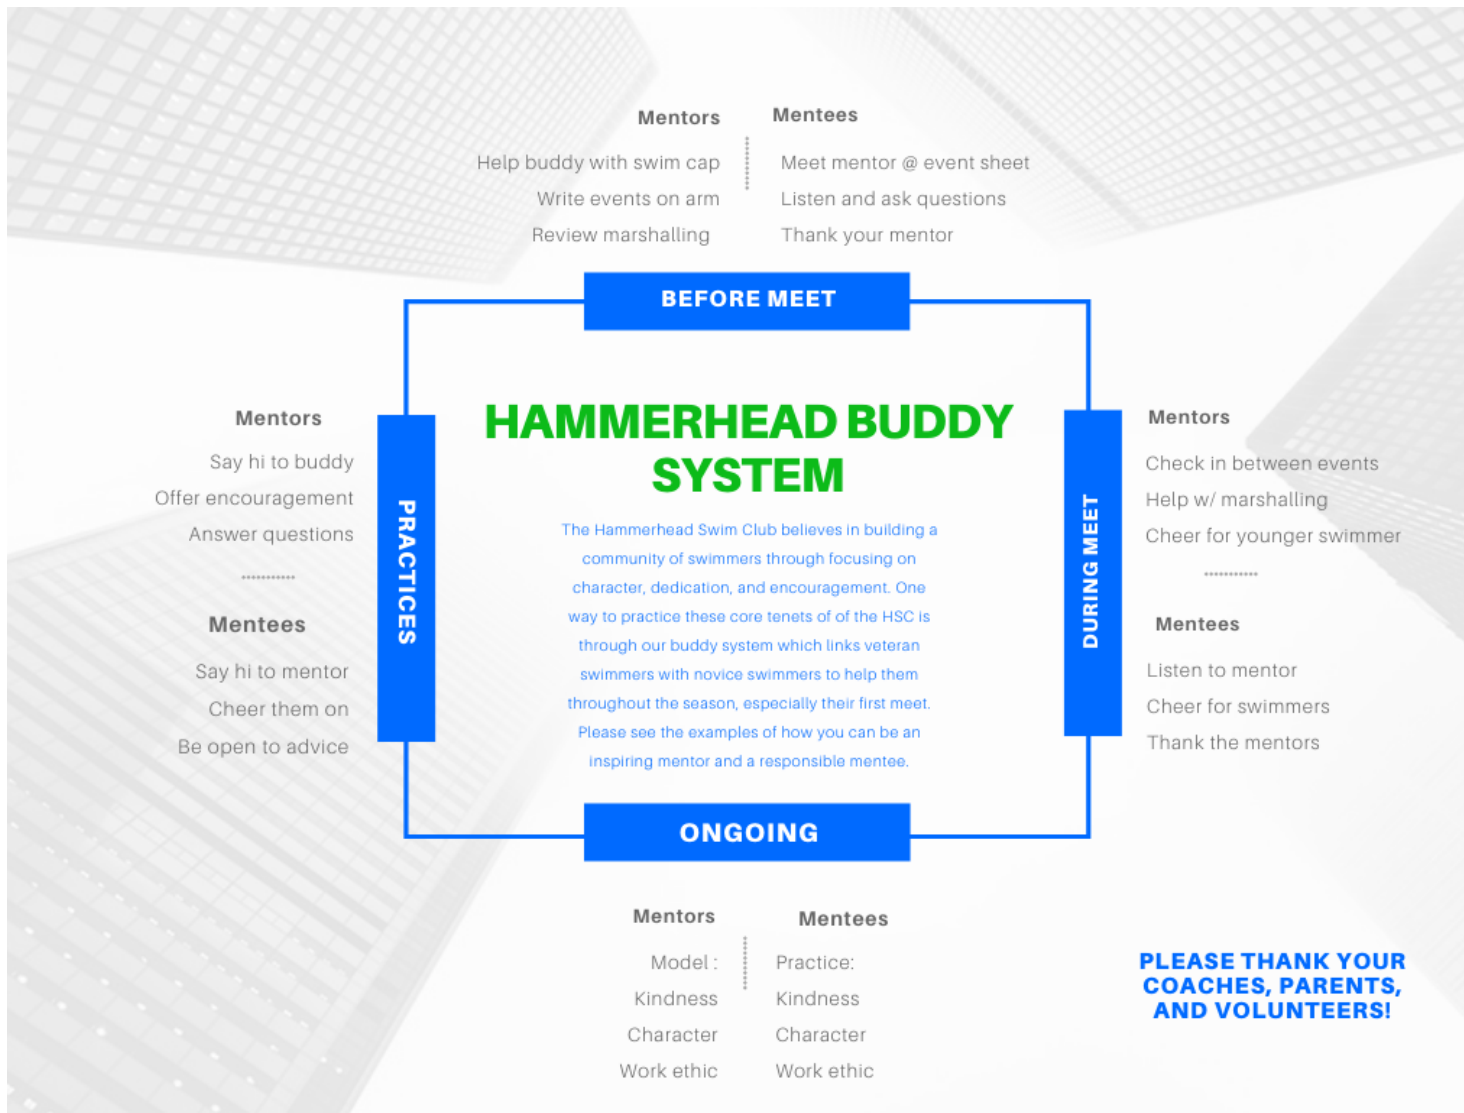 Mentors
Help buddy with swim cap
Write events on arm
Review marshalling
Mentees
Meet mentor @ event sheet
Listen and ask questions
Thank your mentor
BEFORE MEET
HAMMERHEAD BUDDY
SYSTEM
The Hammerhead Swim Club believes in building a
community of swimmers through focusing on
character, dedication, and encouragement. One
way to practice these core tenets of of the HSC is
through our buddy system which links veteran
swimmers with novice swimmers to help them
throughout the season, especially their first meet.
Please see the examples of how you can be an
inspiring mentor and a responsible mentee.
PRACTICES
Mentors
Say hi to buddy
Offer encouragement
Answer questions
Mentees
Say hi to mentor
Cheer them on
Be open to advice
DURING MEET
Mentors
Check in between events
Help w/ marshalling
Cheer for younger swimmer
Mentees
Listen to mentor
Cheer for swimmers
Thank the mentors
ONGOING
Mentors
Model :
Kindness
Character
Work ethic
Mentees
Practice:
Kindness
Character
Work ethic
PLEASE THANK YOUR
COACHES, PARENTS,
AND VOLUNTEERS!